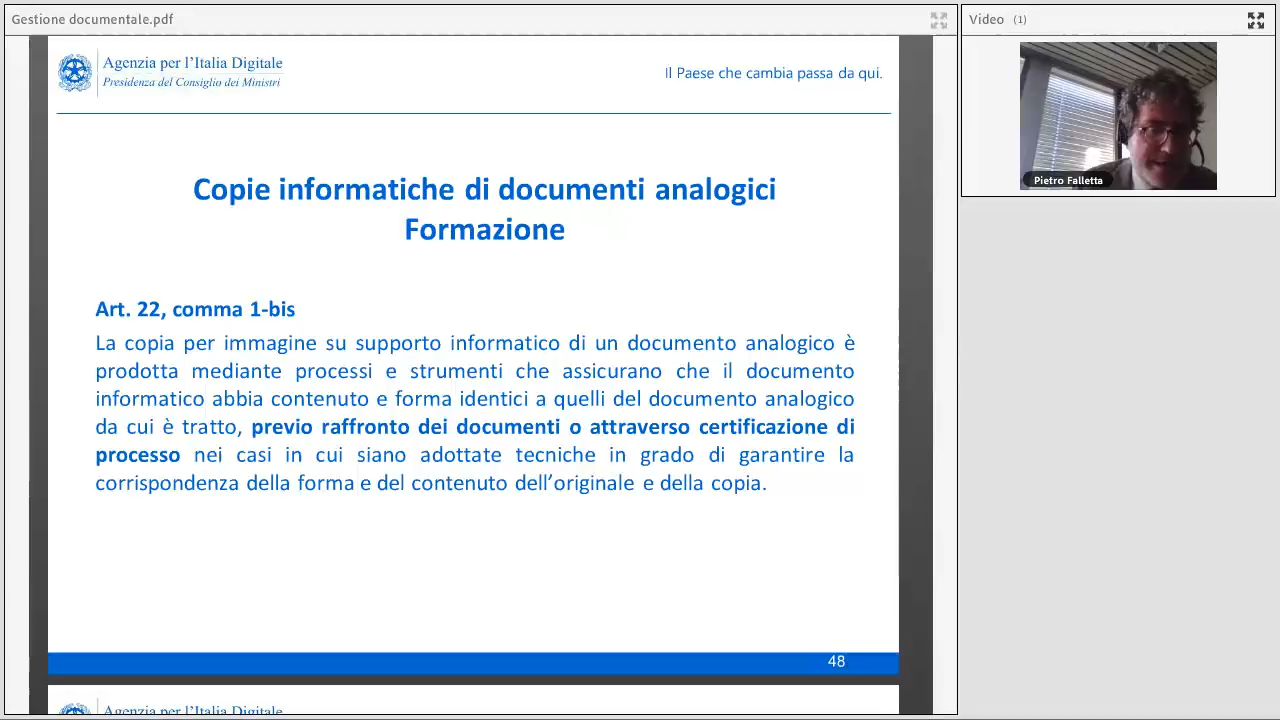 Gestione documentale.pdf
Video (1)
Agenzia per l'Italia Digitale
Presidenza del Consiglio dei Ministri
Il Paese che cambia passa da qui.
Pietro Falletta
Copie informatiche di documenti analogici
Formazione
Art. 22, comma 1-bis
La copia per immagine su supporto informatico di un documento analogico è
prodotta mediante processi e strumenti che assicurano che il documento
informatico abbia contenuto e forma identici a quelli del documento analogico
da cui è tratto, previo raffronto dei documenti o attraverso certificazione di
processo nei casi in cui siano adottate tecniche in grado di garantire la
corrispondenza della forma e del contenuto dell'originale e della copia.
48
Agenzia per l'Italia Digitale